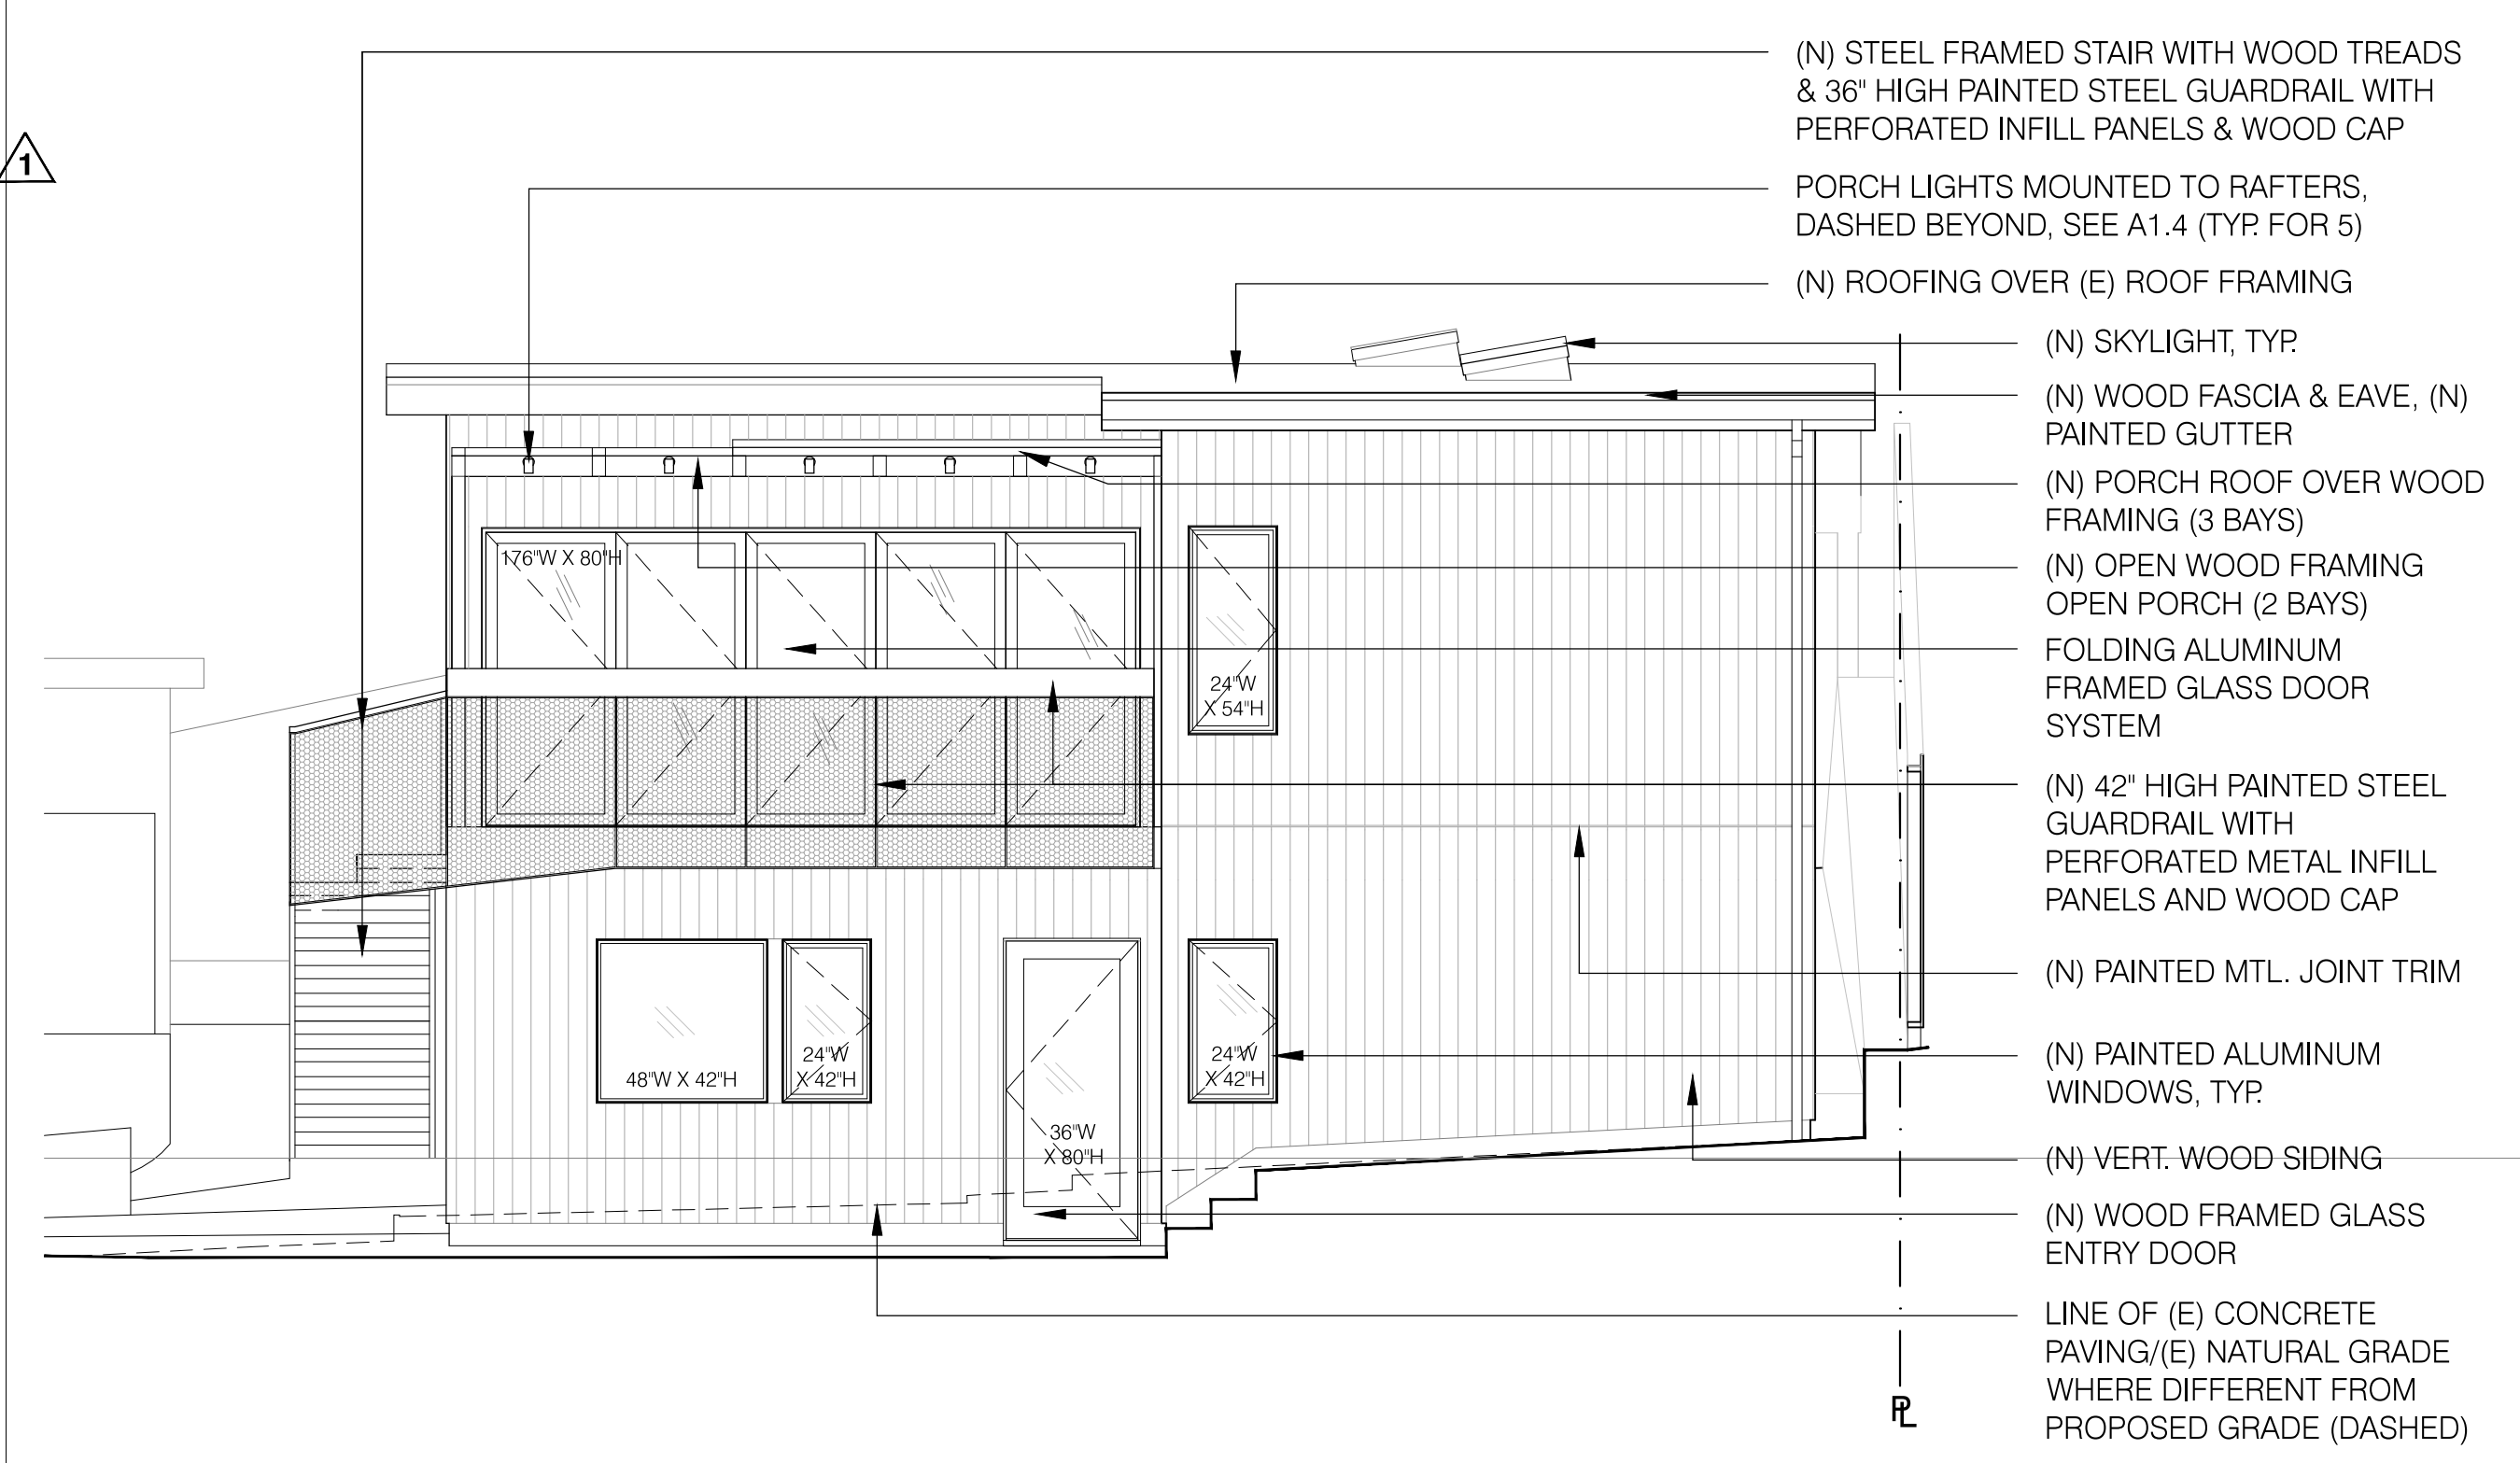 (N) STEEL FRAMED STAIR WITH WOOD TREADS
& 36" HIGH PAINTED STEEL GUARDRAIL WITH
PERFORATED INFILL PANELS & WOOD CAP
1
PORCH LIGHTS MOUNTED TO RAFTERS,
DASHED BEYOND, SEE A1.4 (TYP. FOR 5)
(N) ROOFING OVER (E) ROOF FRAMING
(N) SKYLIGHT, TYP.
(N) WOOD FASCIA & EAVE, (N)
PAINTED GUTTER
(N) PORCH ROOF OVER WOOD
FRAMING (3 BAYS)
(N) OPEN WOOD FRAMING
OPEN PORCH (2 BAYS)
FOLDING ALUMINUM
FRAMED GLASS DOOR
SYSTEM
(N) 42" HIGH PAINTED STEEL
GUARDRAIL WITH
PERFORATED METAL INFILL
PANELS AND WOOD CAP
(N) PAINTED MTL. JOINT TRIM
(N) PAINTED ALUMINUM
WINDOWS, TYP.
(N) VERT. WOOD SIDING
(N) WOOD FRAMED GLASS
ENTRY DOOR
LINE OF (E) CONCRETE
PAVING/(E) NATURAL GRADE
WHERE DIFFERENT FROM
PROPOSED GRADE (DASHED)
176"W X 80"H
24"W
X 54"H
48"W X 42"H
24"W
X 42"H
24"W
X 42"H
36"W
X 80"H
PL